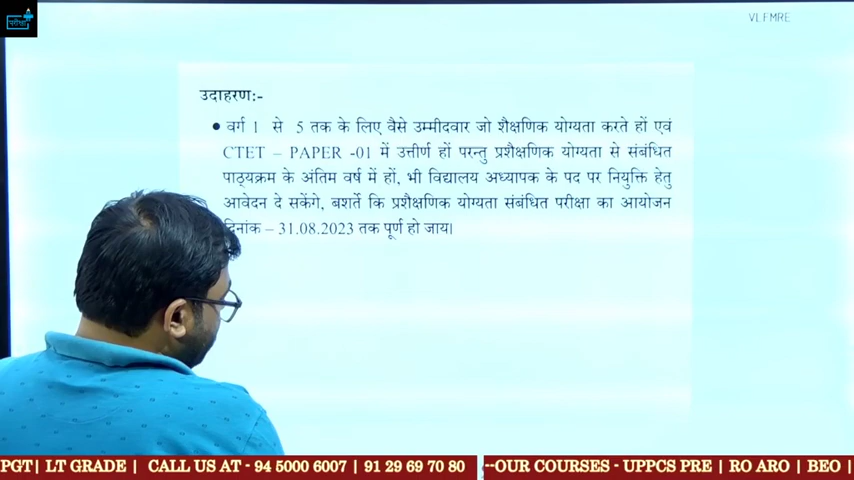 परीक्षा
VLFMRE
उदाहरण:-
● वर्ग 1 से 5 तक के लिए वैसे उम्मीदवार जो शैक्षणिक योग्यता करते हों एवं
CTET – PAPER -01 में उत्तीर्ण हों परन्तु प्रशैक्षणिक योग्यता से संबंधित
पाठ्यक्रम के अंतिम वर्ष में हों, भी विद्यालय अध्यापक के पद पर नियुक्ति हेतु
आवेदन दे सकेंगे, बशर्ते कि प्रशैक्षणिक योग्यता संबंधित परीक्षा का आयोजन
दिनांक – 31.08.2023 तक पूर्ण हो जाय।
PGT| LT GRADE | CALL US AT - 94 5000 6007 | 91 29 69 70 80 --OUR COURSES - UPPCS PRE | RO ARO | BEO |